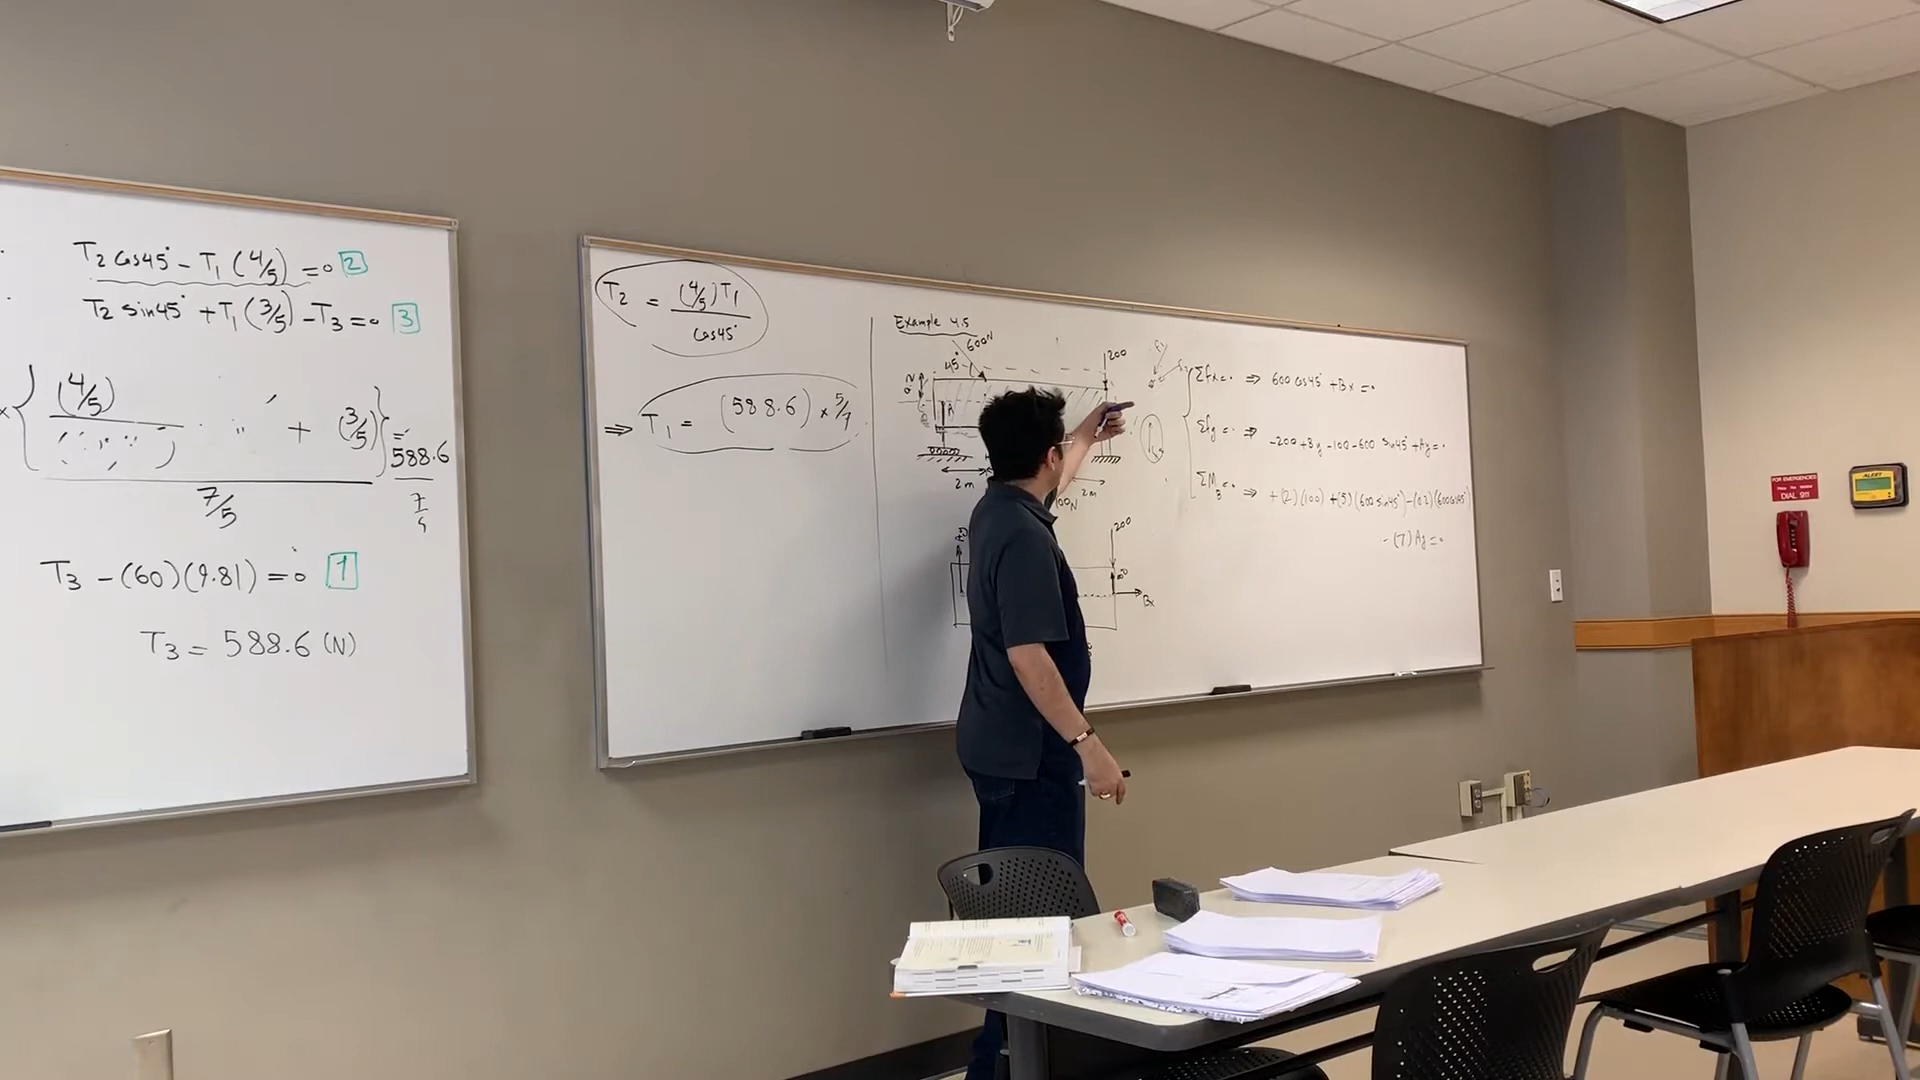 T2 Cos45° - T1 (4/5) = 0 2
T2 sin45° + T1 (3/5) - T3 = 0 3
(4/5)
+ (3/5) =
588.6
7/5
T3 - (60)(9.81) = 0 1
T3 = 588.6 (N)
T2 = (4/5)T1 / Cos45°
⇒ T1 = (588.6) × 5/7
Example 4.5
600N
45°
200
A
2m
2m
100N
200
Ay
Bx
ΣFx=0 ⇒ 600 Cos45° + Bx = 0
ΣFy=0 ⇒ -200 + By - 100 - 600 Sin45° + Ay = 0
ΣMB=0 ⇒ +(2)(100) + (5)(600 sin45°) - (0.2)(600 Cos45°)
- (7) Ay = 0
FOR EMERGENCIES
DIAL 911
ALERT